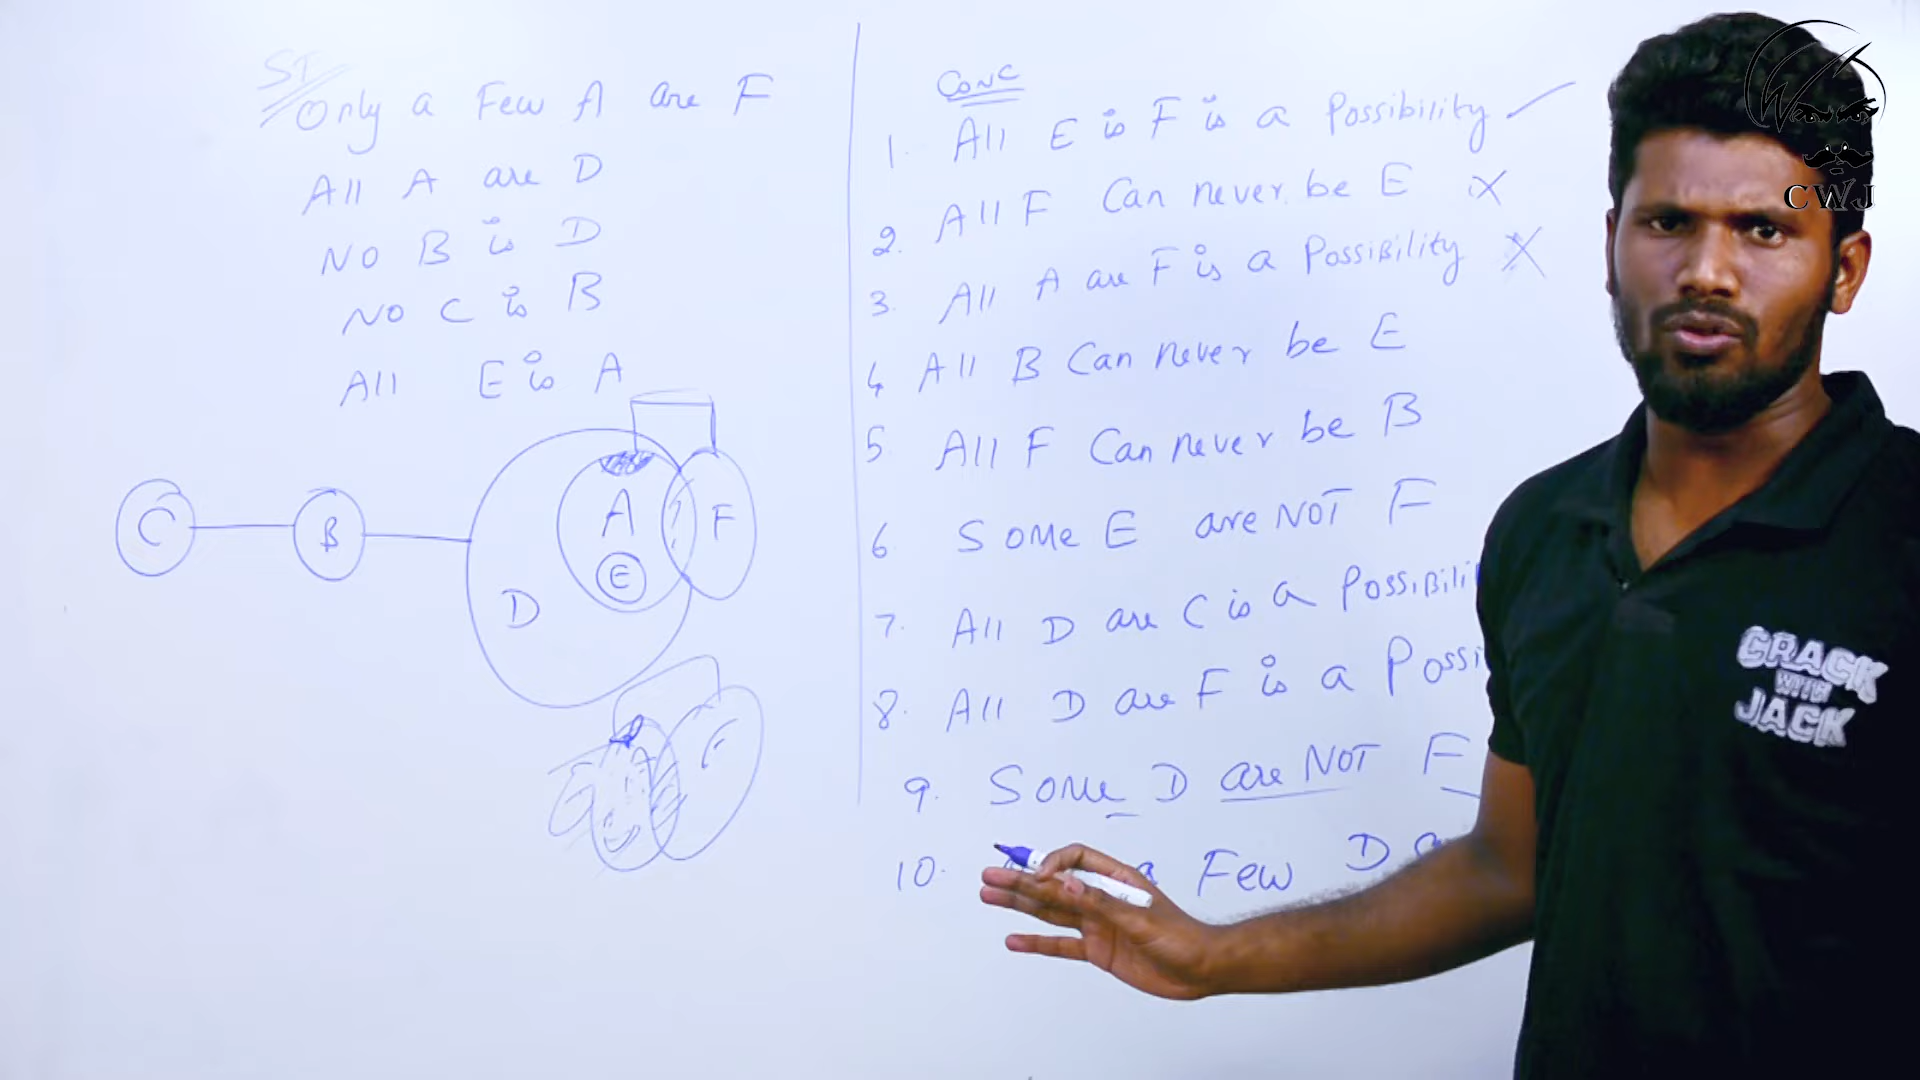 ST
Only a Few A are F
All A are D
NO B is D
NO C is B
All E is A
C
B
D
A
E
F
Conc
1. All E is F is a Possibility
2. All F Can never be E X
3. All A are F is a Possibility X
4 All B Can never be E
5 All F Can never be B
6 Some E are NOT F
7. All D are C is a Possibili
8. All D are F is a Possi
9. Some D are NOT F
10. a Few D
CWJ
CRACK
WITH
JACK